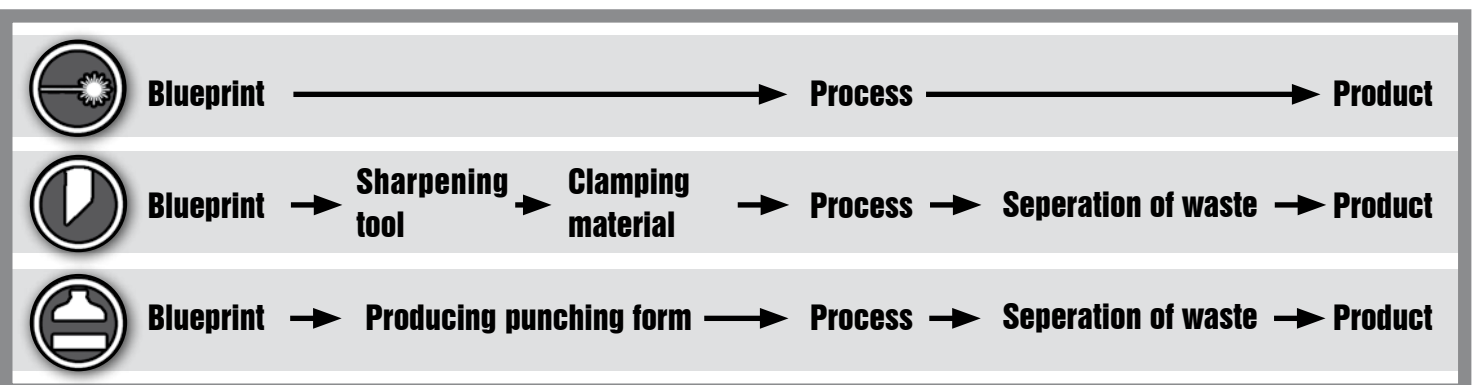 Blueprint Process Product
Blueprint Sharpening tool Clamping material Process Seperation of waste Product
Blueprint Producing punching form Process Seperation of waste Product